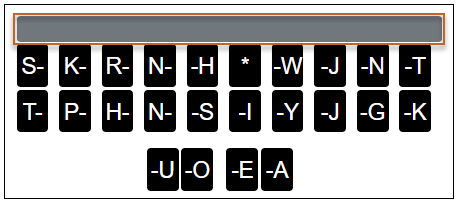 S- K- R- N- -H * -W -J -N -T
T- P- H- N- -S -I -Y -J -G -K
-U -O -E -A